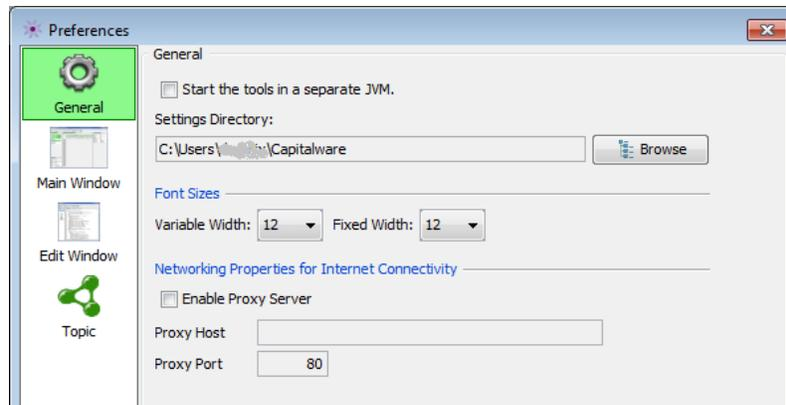 Preferences
General
General
Start the tools in a separate JVM.
Settings Directory:
C:\Users\ \Capitalware
Browse
Main Window
Font Sizes
Variable Width: 12 Fixed Width: 12
Edit Window
Networking Properties for Internet Connectivity
Enable Proxy Server
Topic
Proxy Host
Proxy Port 80